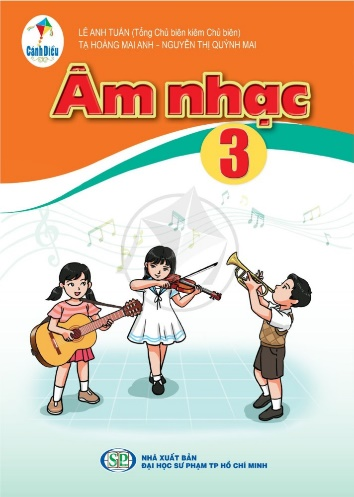 LÊ ANH TUẤN (Tổng Chủ biên kiêm Chủ biên)
TẠ HOÀNG MAI ANH – NGUYỄN THỊ QUỲNH MAI
Cánh Diều
Âm nhạc
3
NHÀ XUẤT BẢN
ĐẠI HỌC SƯ PHẠM TP HỒ CHÍ MINH